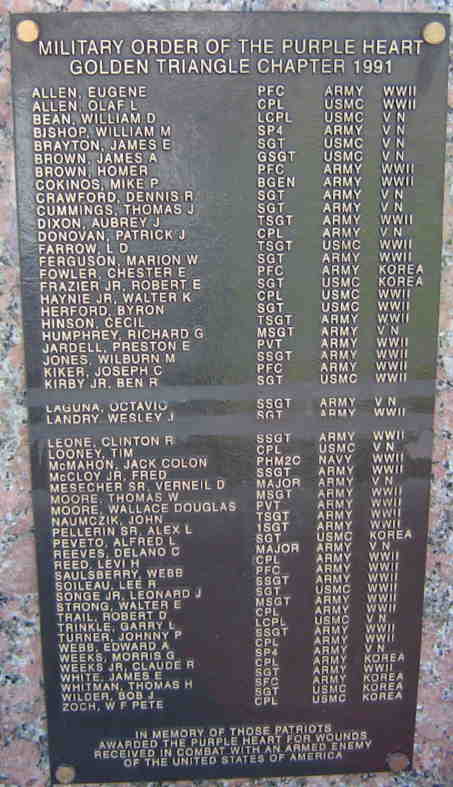 MILITARY ORDER OF THE PURPLE HEART
GOLDEN TRIANGLE CHAPTER 1991
ALLEN, EUGENE PFC ARMY WWII
ALLEN, OLAF L CPL USMC WWII
BEAN, WILLIAM D LCPL USMC V N
BISHOP, WILLIAM M SP4 ARMY V N
BRAYTON, JAMES E SGT USMC V N
BROWN, JAMES A GSGT USMC V N
BROWN, HOMER PFC ARMY WWII
COKINOS, MIKE P BGEN ARMY WWII
CRAWFORD, DENNIS R SGT ARMY V N
CUMMINGS, THOMAS J SGT ARMY V N
DIXON, AUBREY J TSGT ARMY WWII
DONOVAN, PATRICK J CPL ARMY V N
FARROW, L D TSGT USMC WWII
FERGUSON, MARION W SGT ARMY WWII
FOWLER, CHESTER E PFC ARMY KOREA
FRAZIER JR, ROBERT E SGT USMC KOREA
HAYNIE JR, WALTER K CPL USMC WWII
HERFORD, BYRON SGT USMC WWII
HINSON, CECIL TSGT ARMY WWII
HUMPHREY, RICHARD G MSGT ARMY V N
JARDELL, PRESTON E PVT ARMY WWII
JONES, WILBURN M SSGT ARMY WWII
KIKER, JOSEPH C PFC ARMY WWII
KIRBY JR, BEN R SGT USMC WWII
LAGUNA, OCTAVIO SSGT ARMY V N
LANDRY, WESLEY J SGT ARMY WWII
LEONE, CLINTON R SSGT ARMY WWII
LOONEY, TIM CPL USMC V N
McMAHON, JACK COLON PHM2C NAVY WWII
McCLOY JR, FRED SSGT ARMY WWII
MESECHER SR, VERNEIL D MAJOR ARMY V N
MOORE, THOMAS W MSGT ARMY WWII
MOORE, WALLACE DOUGLAS PVT ARMY WWII
NAUMCZIK, JOHN TSGT ARMY WWII
PELLERIN SR, ALEX L SSGT ARMY WWII
PEVETO, ALFRED L SGT USMC KOREA
REEVES, DELANO C MAJOR ARMY V N
REED, LEVI H CPL ARMY WWII
SAULSBERRY, WEBB PFC ARMY WWII
SOILEAU, LEE R SSGT ARMY WWII
SONGE JR, LEONARD J SGT USMC WWII
STRONG, WALTER E MSGT ARMY WWII
TRAIL, ROBERT D CPL ARMY WWII
TRINKLE, GARRY L LCPL USMC V N
TURNER, JOHNNY P SSGT ARMY WWII
WEBB, EDWARD A CPL USMC WWII
WEEKS, MORRIS G SP4 ARMY V N
WEEKS JR, CLAUDE R CPL ARMY KOREA
WHITE, JAMES E SGT ARMY WWII
WHITMAN, THOMAS H SFC ARMY KOREA
WILDER, BOB J SGT USMC KOREA
ZOCH, W F PETE CPL USMC KOREA
IN MEMORY OF THOSE PATRIOTS
AWARDED THE PURPLE HEART FOR WOUNDS
RECEIVED IN COMBAT WITH AN ARMED ENEMY
OF THE UNITED STATES OF AMERICA